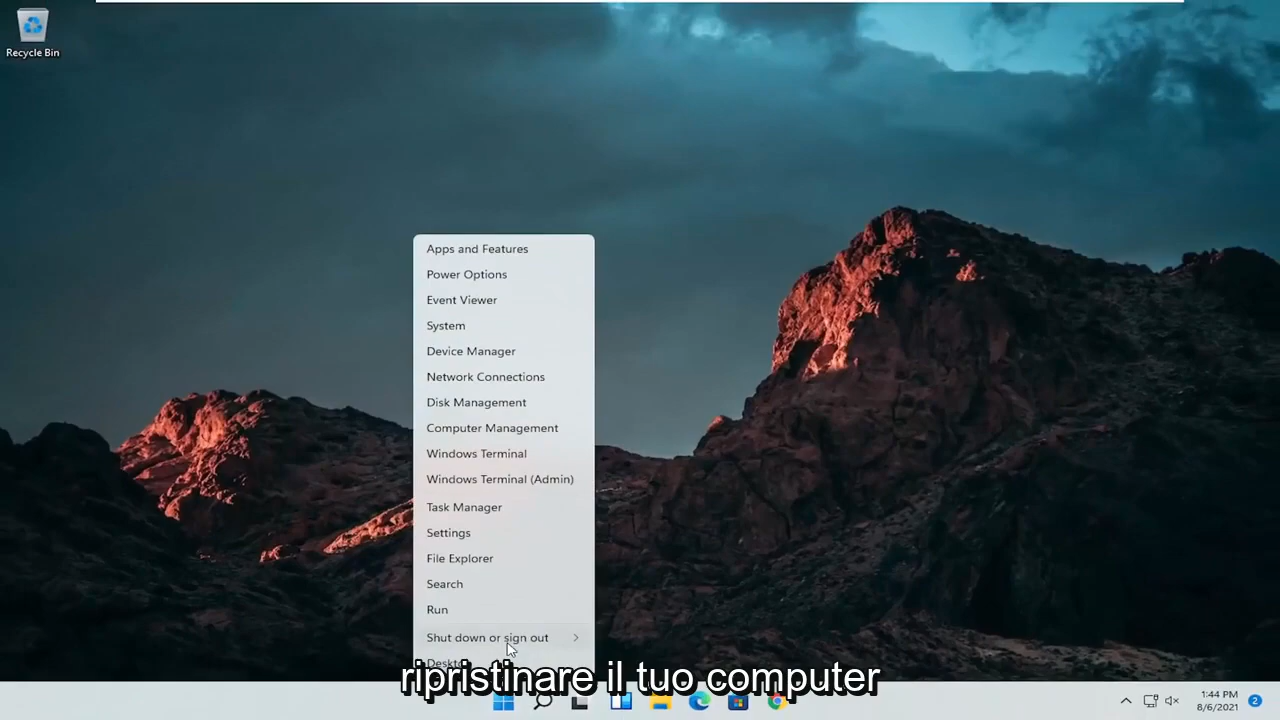 Recycle Bin
Apps and Features
Power Options
Event Viewer
System
Device Manager
Network Connections
Disk Management
Computer Management
Windows Terminal
Windows Terminal (Admin)
Task Manager
Settings
File Explorer
Search
Run
Shut down or sign out
ripristinare il tuo computer
1:44 PM
8/6/2021
2